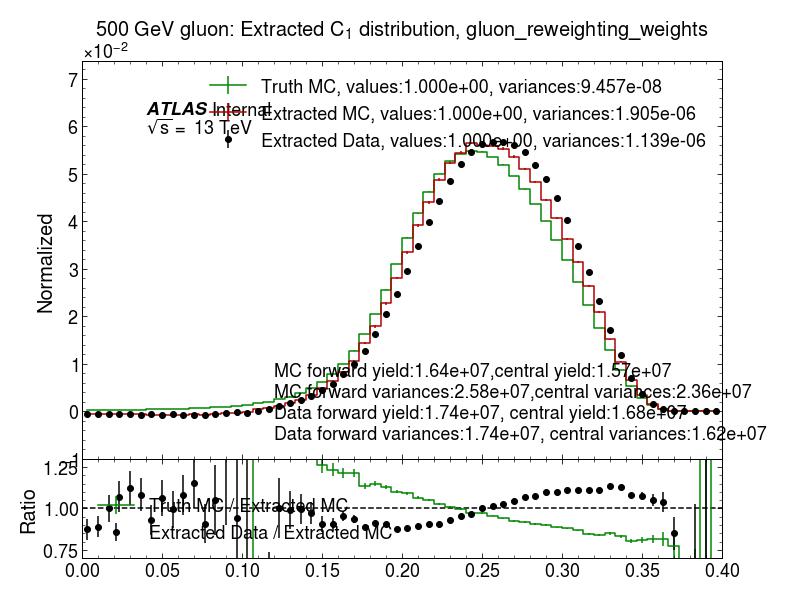 500 GeV gluon: Extracted C₁ distribution, gluon_reweighting_weights
×10⁻²
Truth MC, values:1.000e+00, variances:9.457e-08
ATLAS Internal
Extracted MC, values:1.000e+00, variances:1.905e-06
√s = 13 TeV
Extracted Data, values:1.000e+00, variances:1.139e-06
7
6
5
4
3
2
1
0
1
Normalized
MC forward yield:1.64e+07,central yield:1.57e+07
MC forward variances:2.58e+07,central variances:2.36e+07
Data forward yield:1.74e+07, central yield:1.68e+07
Data forward variances:1.74e+07, central variances:1.62e+07
1.25
1.00
0.75
Ratio
Truth MC / Extracted MC
Extracted Data / Extracted MC
0.00 0.05 0.10 0.15 0.20 0.25 0.30 0.35 0.40